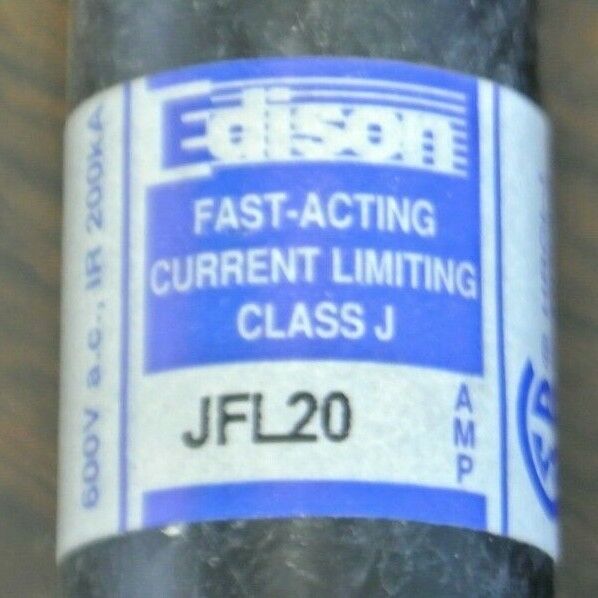 Edison
FAST-ACTING
CURRENT LIMITING
CLASS J
JFL20
AMP
600V a.c., IR 200kA